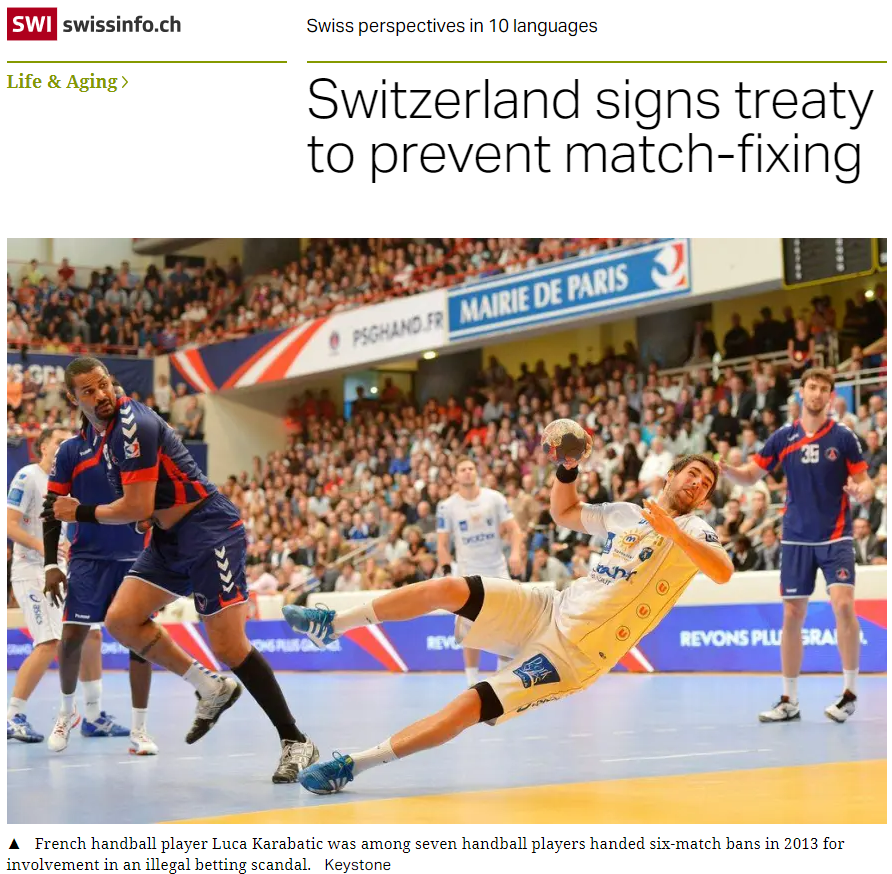 SWI swissinfo.ch
Swiss perspectives in 10 languages
Life & Aging >
Switzerland signs treaty
to prevent match-fixing
PSGHAND.FR
MAIRIE DE PARIS
35
brother
asics
REVONS PLUS GRAND.
▲ French handball player Luca Karabatic was among seven handball players handed six-match bans in 2013 for
involvement in an illegal betting scandal. Keystone